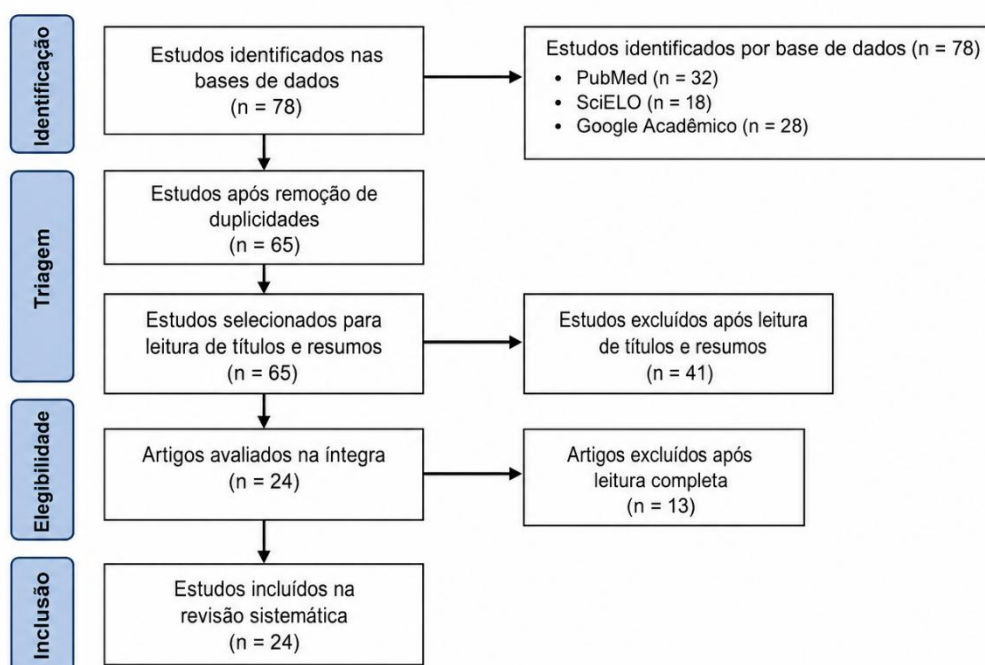 Identificação
Estudos identificados nas
bases de dados
(n = 78)
Estudos identificados por base de dados (n = 78)
• PubMed (n = 32)
• SciELO (n = 18)
• Google Acadêmico (n = 28)
Triagem
Estudos após remoção de
duplicidades
(n = 65)
Estudos selecionados para
leitura de títulos e resumos
(n = 65)
Estudos excluídos após leitura
de títulos e resumos
(n = 41)
Elegibilidade
Artigos avaliados na íntegra
(n = 24)
Artigos excluídos após
leitura completa
(n = 13)
Inclusão
Estudos incluídos na
revisão sistemática
(n = 24)